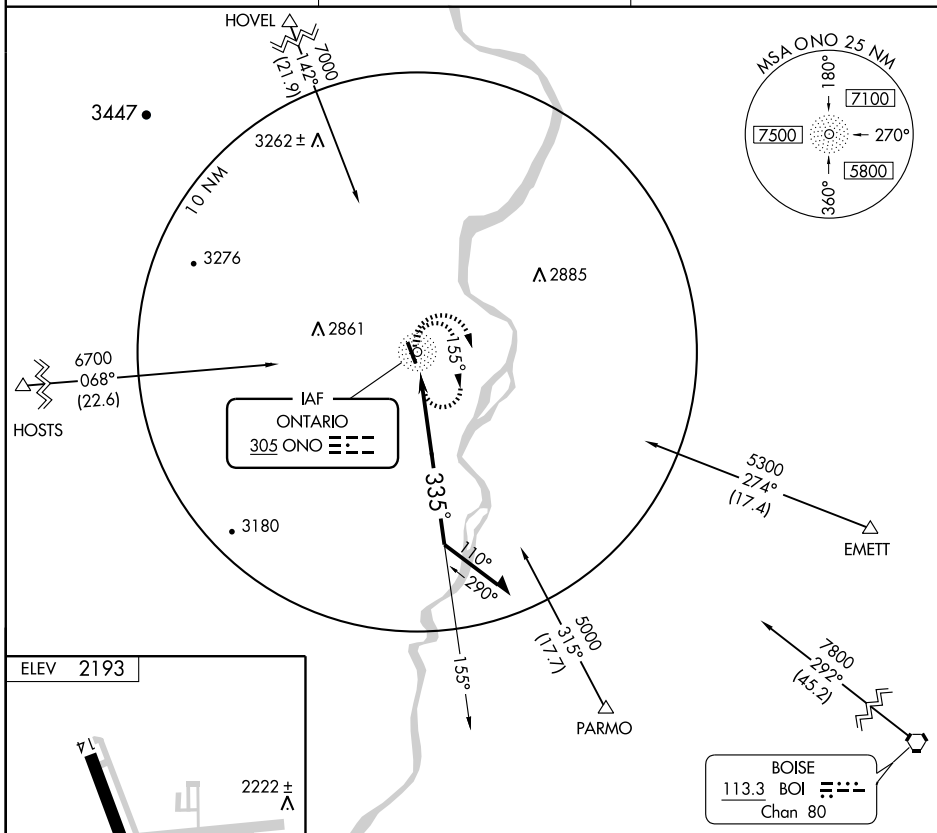 HOVEL
7000
142°
(21.9)
MSA ONO 25 NM
180°
7100
7500
270°
5800
360°
3447
3262 ±
10 NM
3276
2885
2861
155°
6700
068°
(22.6)
HOSTS
IAF
ONTARIO
305 ONO
335°
5300
274°
(17.4)
EMETT
3180
110°
290°
5000
315°
(17.7)
PARMO
155°
7800
292°
(45.2)
BOISE
113.3 BOI
Chan 80
ELEV 2193
14
2222 ±